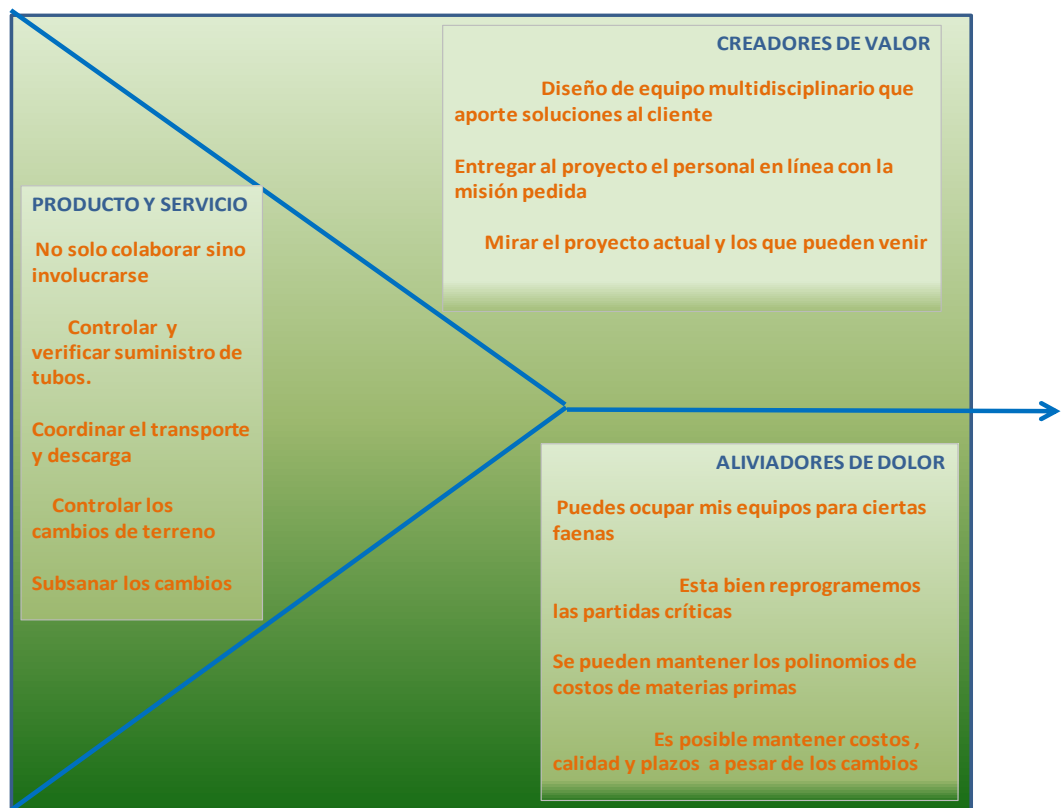 CREADORES DE VALOR
Diseño de equipo multidisciplinario que
aporte soluciones al cliente
Entregar al proyecto el personal en línea con la
misión pedida
Mirar el proyecto actual y los que pueden venir
PRODUCTO Y SERVICIO
No solo colaborar sino
involucrarse
Controlar y
verificar suministro de
tubos.
Coordinar el transporte
y descarga
Controlar los
cambios de terreno
Subsanar los cambios
ALIVIADORES DE DOLOR
Puedes ocupar mis equipos para ciertas
faenas
Esta bien reprogramemos
las partidas críticas
Se pueden mantener los polinomios de
costos de materias primas
Es posible mantener costos ,
calidad y plazos a pesar de los cambios